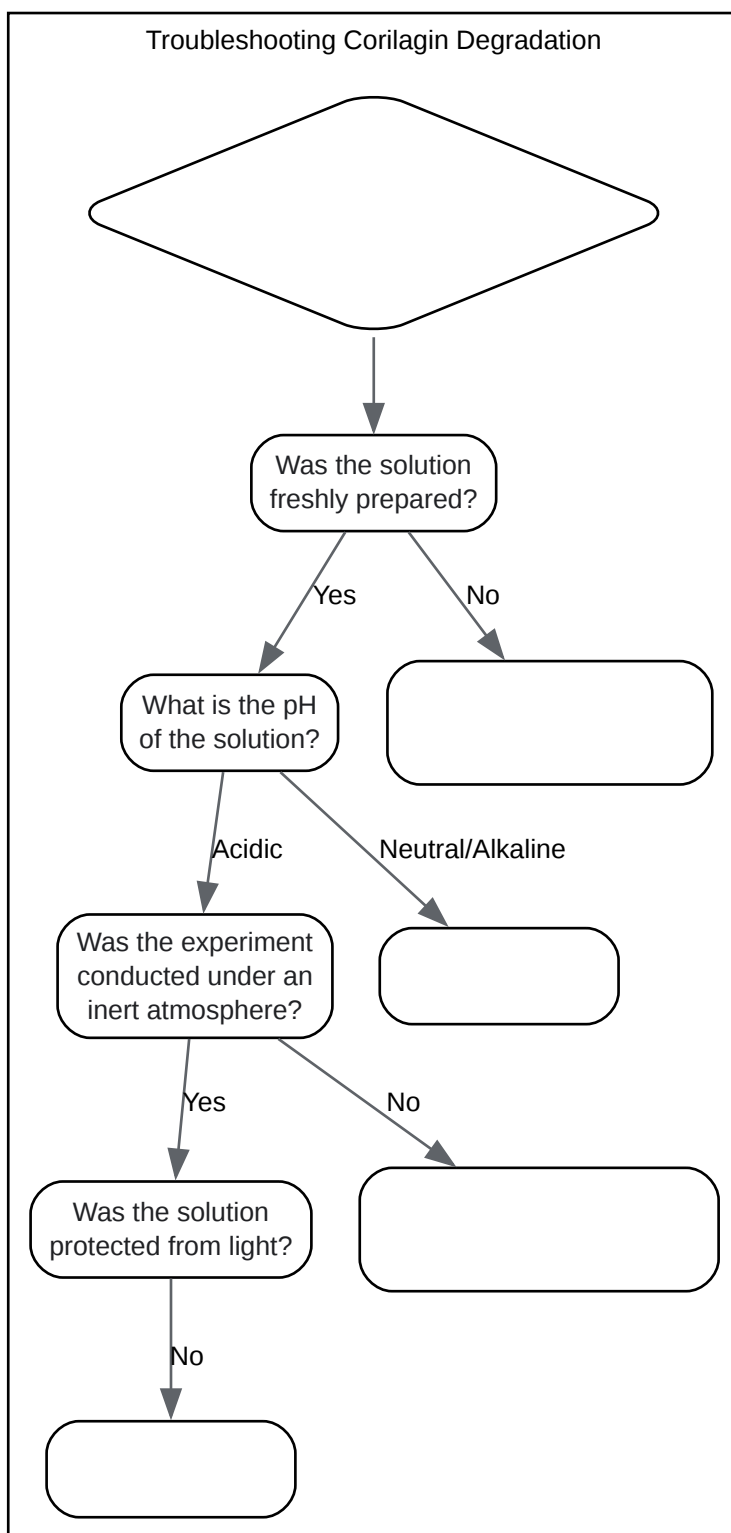 Troubleshooting Corilagin Degradation
Was the solution
freshly prepared?
Yes
No
What is the pH
of the solution?
Acidic
Neutral/Alkaline
Was the experiment
conducted under an
inert atmosphere?
Yes
No
Was the solution
protected from light?
No